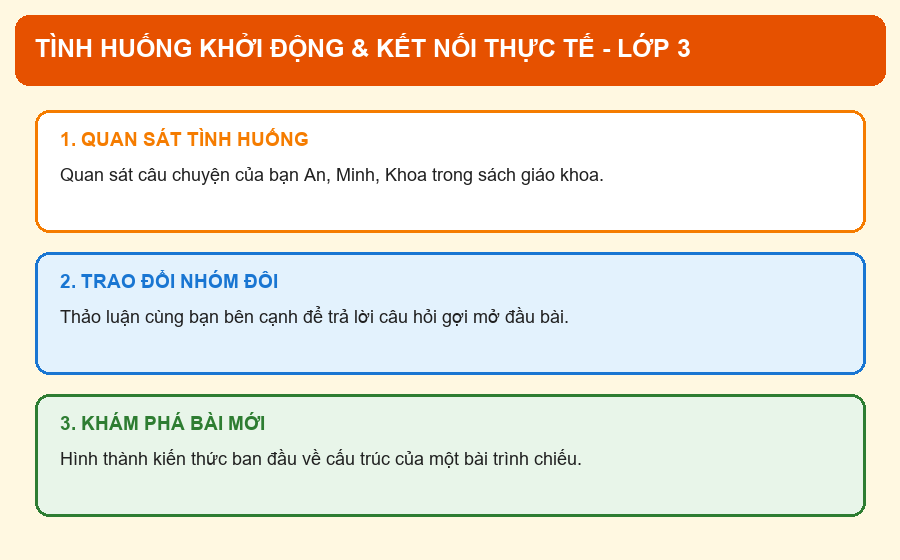 TÌNH HUỐNG KHỞI ĐỘNG & KẾT NỐI THỰC TẾ - LỚP 3
1. QUAN SÁT TÌNH HUỐNG
Quan sát câu chuyện của bạn An, Minh, Khoa trong sách giáo khoa.
2. TRAO ĐỔI NHÓM ĐÔI
Thảo luận cùng bạn bên cạnh để trả lời câu hỏi gợi mở đầu bài.
3. KHÁM PHÁ BÀI MỚI
Hình thành kiến thức ban đầu về cấu trúc của một bài trình chiếu.